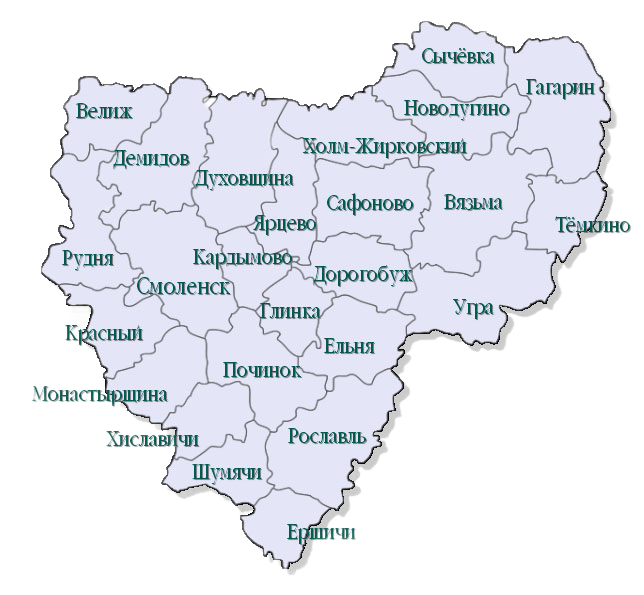 Сычёвка
Гагарин
Велиж
Новодугино
Холм-Жирковский
Демидов
Духовщина
Сафоново
Вязьма
Ярцево
Тёмкино
Рудня
Кардымово
Дорогобуж
Смоленск
Глинка
Угра
Красный
Ельня
Починок
Монастырщина
Хиславичи
Рославль
Шумячи
Ершичи